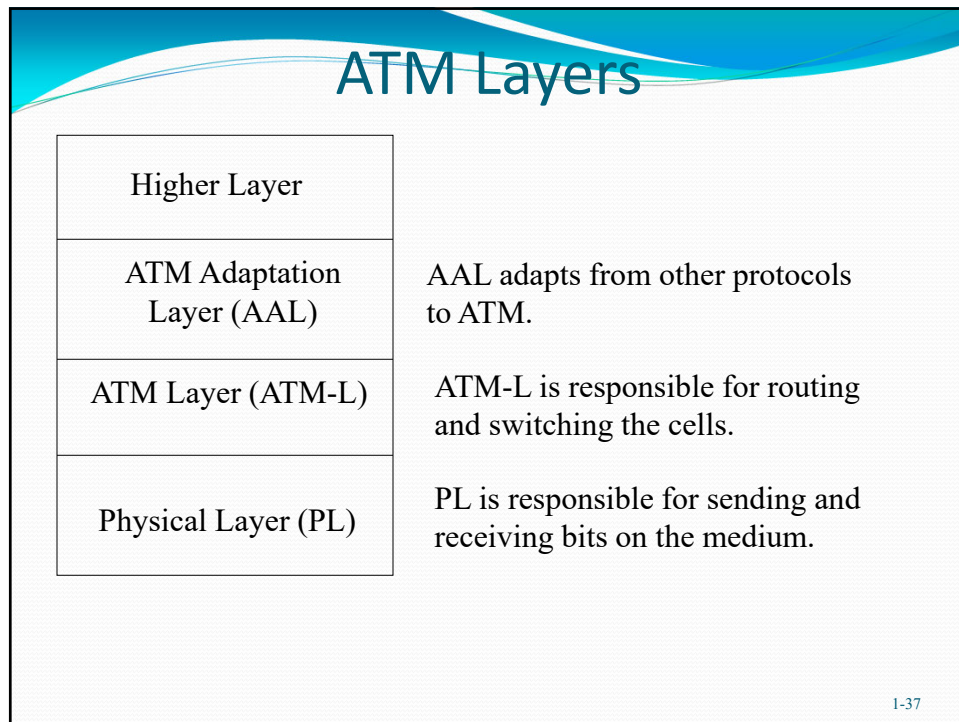 ATM Layers
Higher Layer
ATM Adaptation
Layer (AAL)
AAL adapts from other protocols
to ATM.
ATM Layer (ATM-L)
ATM-L is responsible for routing
and switching the cells.
Physical Layer (PL)
PL is responsible for sending and
receiving bits on the medium.
1-37